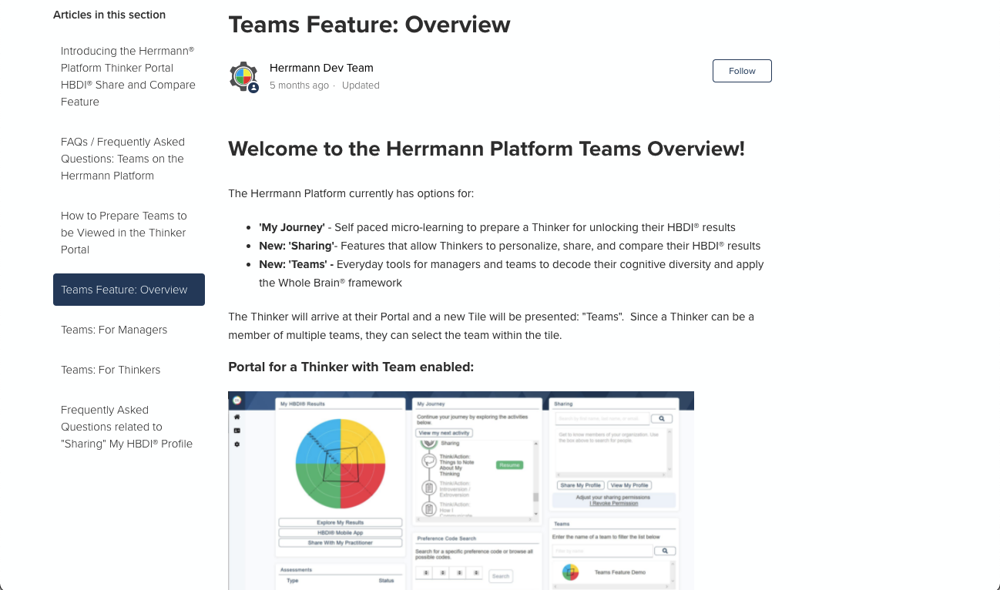 Articles in this section
Introducing the Herrmann®
Platform Thinker Portal
HBDI® Share and Compare
Feature
FAQs / Frequently Asked
Questions: Teams on the
Herrmann Platform
How to Prepare Teams to
be Viewed in the Thinker
Portal
Teams Feature: Overview
Teams: For Managers
Teams: For Thinkers
Frequently Asked
Questions related to
"Sharing" My HBDI® Profile
Teams Feature: Overview
Herrmann Dev Team
5 months ago · Updated
Follow
Welcome to the Herrmann Platform Teams Overview!
The Herrmann Platform currently has options for:
'My Journey' - Self paced micro-learning to prepare a Thinker for unlocking their HBDI® results
New: 'Sharing'- Features that allow Thinkers to personalize, share, and compare their HBDI® results
New: 'Teams' - Everyday tools for managers and teams to decode their cognitive diversity and apply
the Whole Brain® framework
The Thinker will arrive at their Portal and a new Tile will be presented: "Teams".  Since a Thinker can be a
member of multiple teams, they can select the team within the tile.
Portal for a Thinker with Team enabled:
My HBDI® Results
Explore My Results
HBDI® Mobile App
Share With My Practitioner
Assessments
Type Status
My Journey
Continue your journey by exploring the activities
below.
View my next activity
Sharing
Think/Action:
Things to Note
About My
Thinking
Resume
Think/Action:
Introversion /
Extroversion
Think/Action:
How I
Communicate
Preference Code Search
Search for a specific preference code or browse all
possible codes.
Search
Sharing
Search by first name, last name, or email
Get to know members of your organization. Use
the box above to search for people.
Share My Profile
View My Profile
Adjust your sharing permissions
I Revoke Permission
Teams
Enter the name of a team to filter the list below
Filter by name
Teams Feature Demo